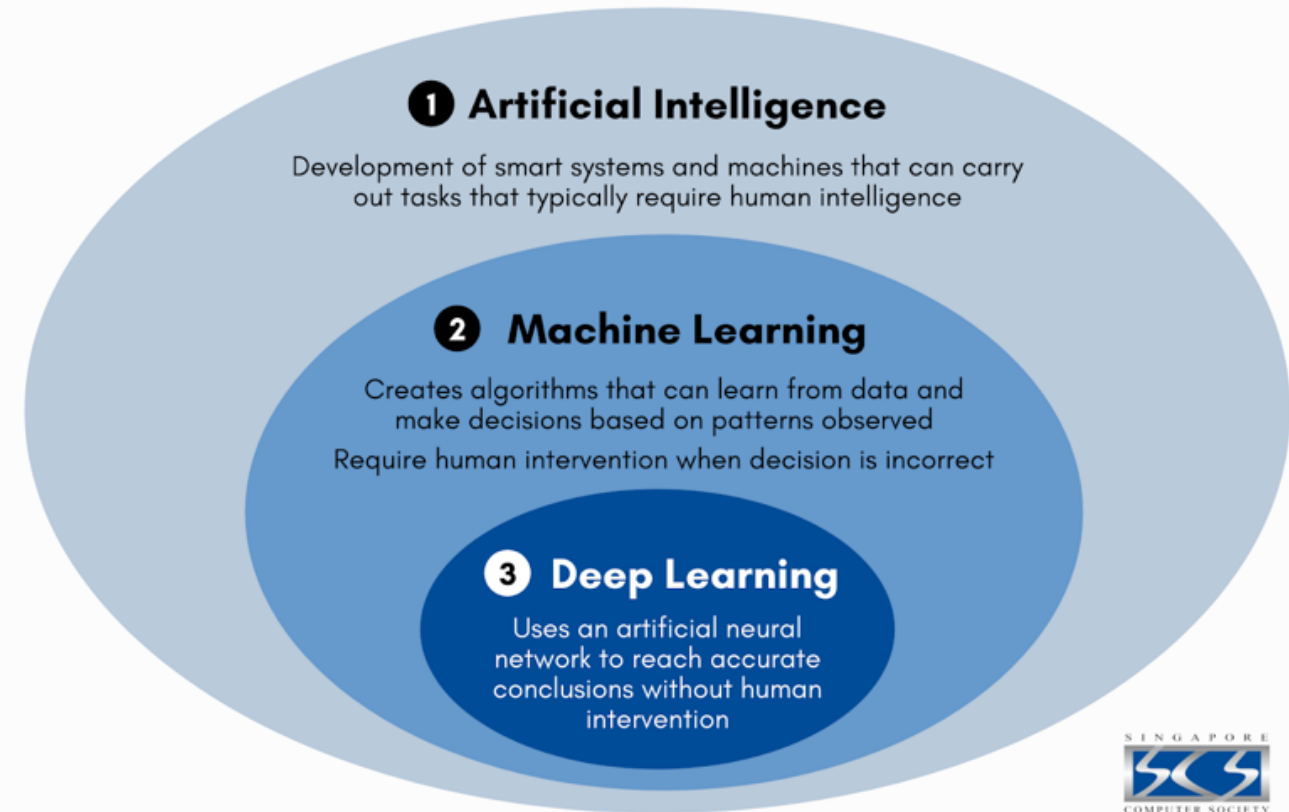 1 Artificial Intelligence
Development of smart systems and machines that can carry
out tasks that typically require human intelligence
2 Machine Learning
Creates algorithms that can learn from data and
make decisions based on patterns observed
Require human intervention when decision is incorrect
3 Deep Learning
Uses an artificial neural
network to reach accurate
conclusions without human
intervention
SINGAPORE
SCS
COMPUTER SOCIETY